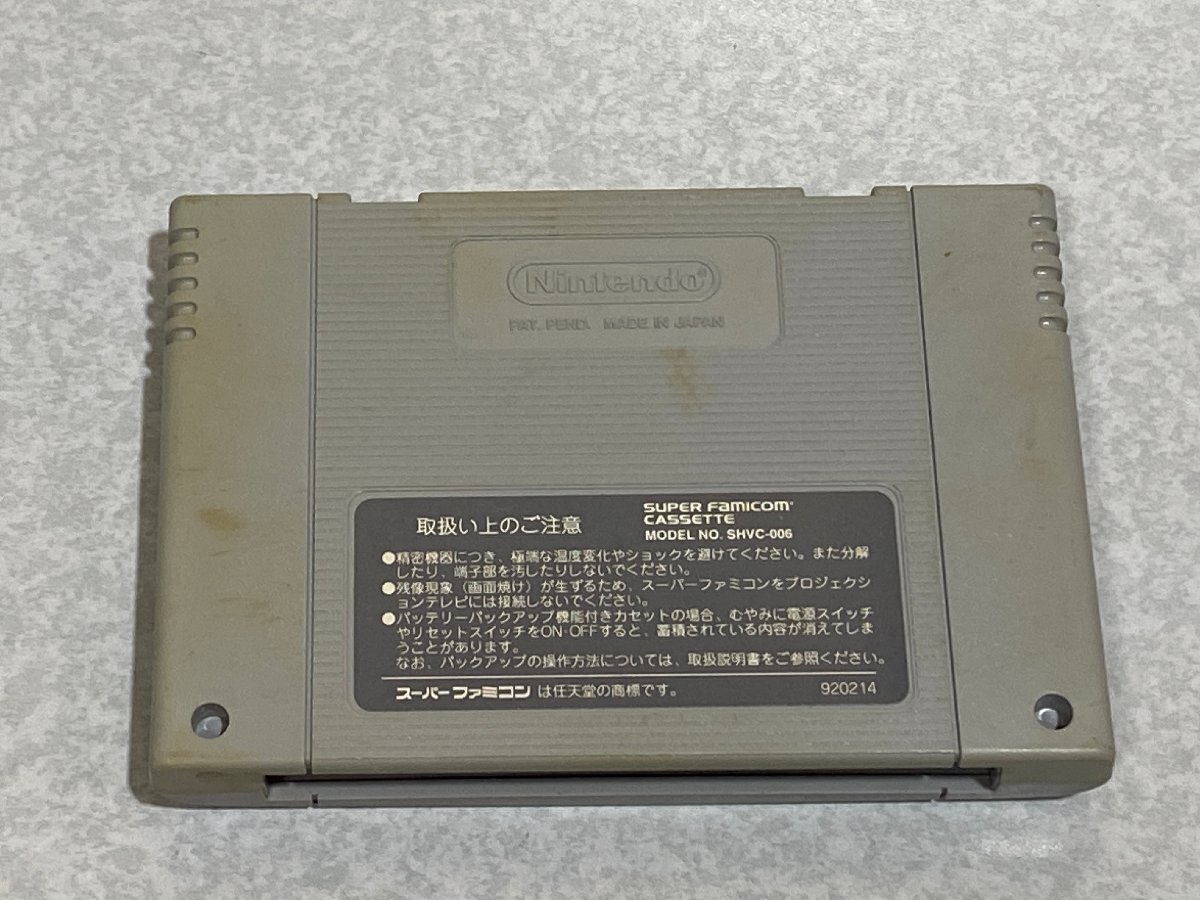 Nintendo®
PAT. PEND. MADE IN JAPAN
取扱い上のご注意
SUPER FAMICOM®
CASSETTE
MODEL NO. SHVC-006
●精密機器につき、極端な温度変化やショックを避けてください。また分解
したり、端子部を汚したりしないでください。
●残像現象（画面焼け）が生ずるため、スーパーファミコンをプロジェクシ
ョンテレビには接続しないでください。
●バッテリーバックアップ機能付きカセットの場合、むやみに電源スイッチ
やリセットスイッチをON・OFFすると、蓄積されている内容が消えてしま
うことがあります。
なお、バックアップの操作方法については、取扱説明書をご参照ください。
スーパーファミコンは任天堂の商標です。
920214